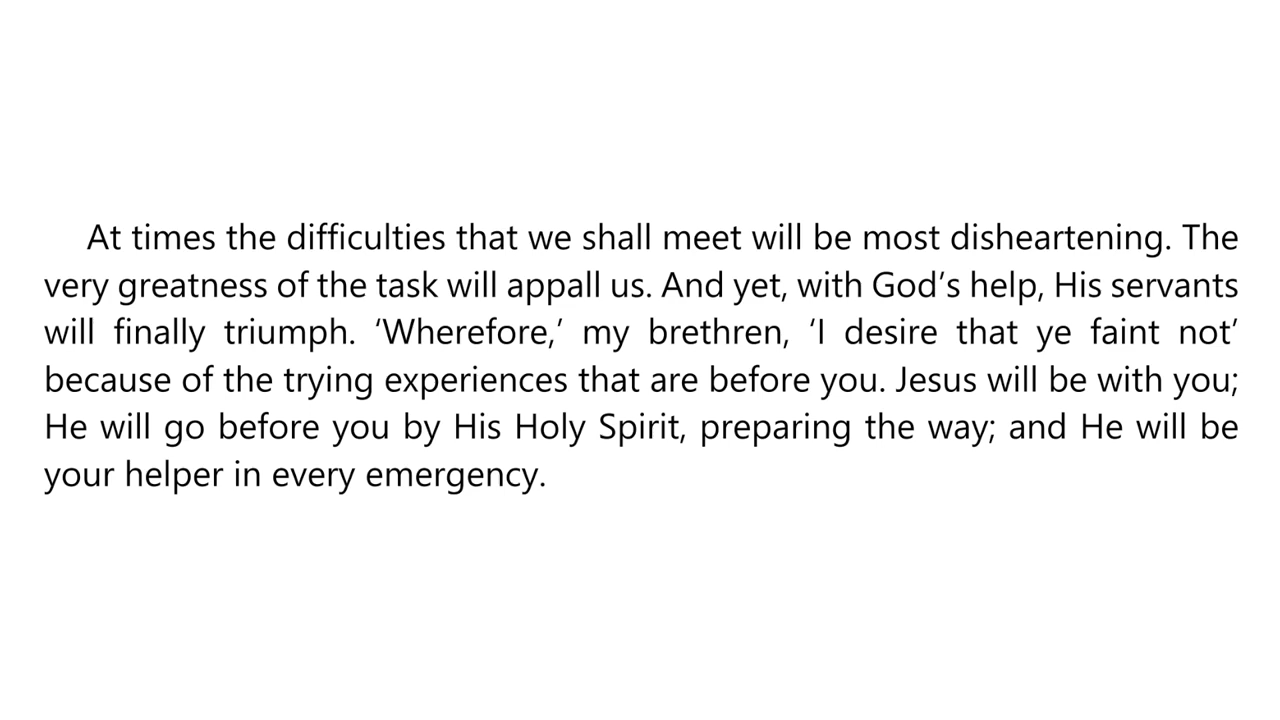 At times the difficulties that we shall meet will be most disheartening. The
very greatness of the task will appall us. And yet, with God’s help, His servants
will finally triumph. ‘Wherefore,’ my brethren, ‘I desire that ye faint not’
because of the trying experiences that are before you. Jesus will be with you;
He will go before you by His Holy Spirit, preparing the way; and He will be
your helper in every emergency.